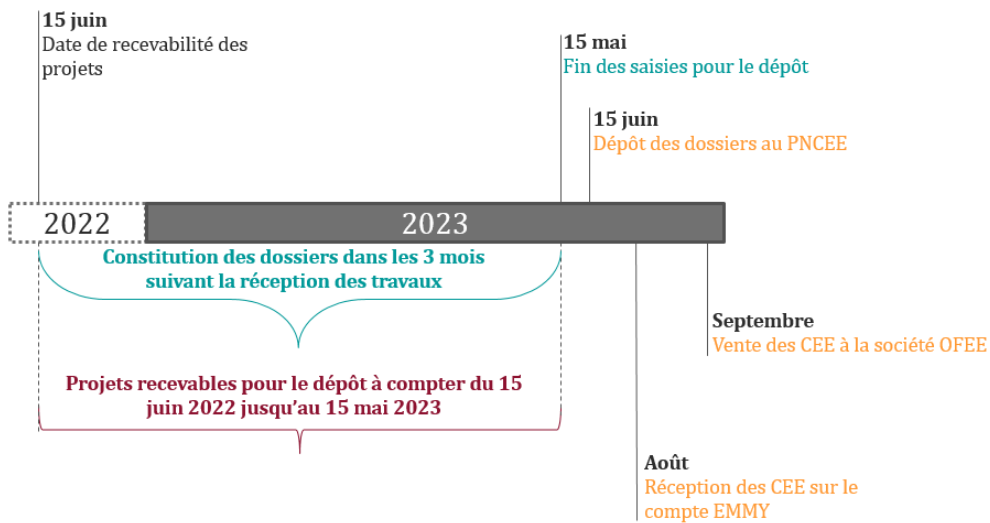 15 juin
Date de recevabilité des
projets
15 mai
Fin des saisies pour le dépôt
15 juin
Dépôt des dossiers au PNCEE
2022
2023
Constitution des dossiers dans les 3 mois
suivant la réception des travaux
Septembre
Vente des CEE à la société OFEE
Projets recevables pour le dépôt à compter du 15
juin 2022 jusqu'au 15 mai 2023
Août
Réception des CEE sur le
compte EMMY